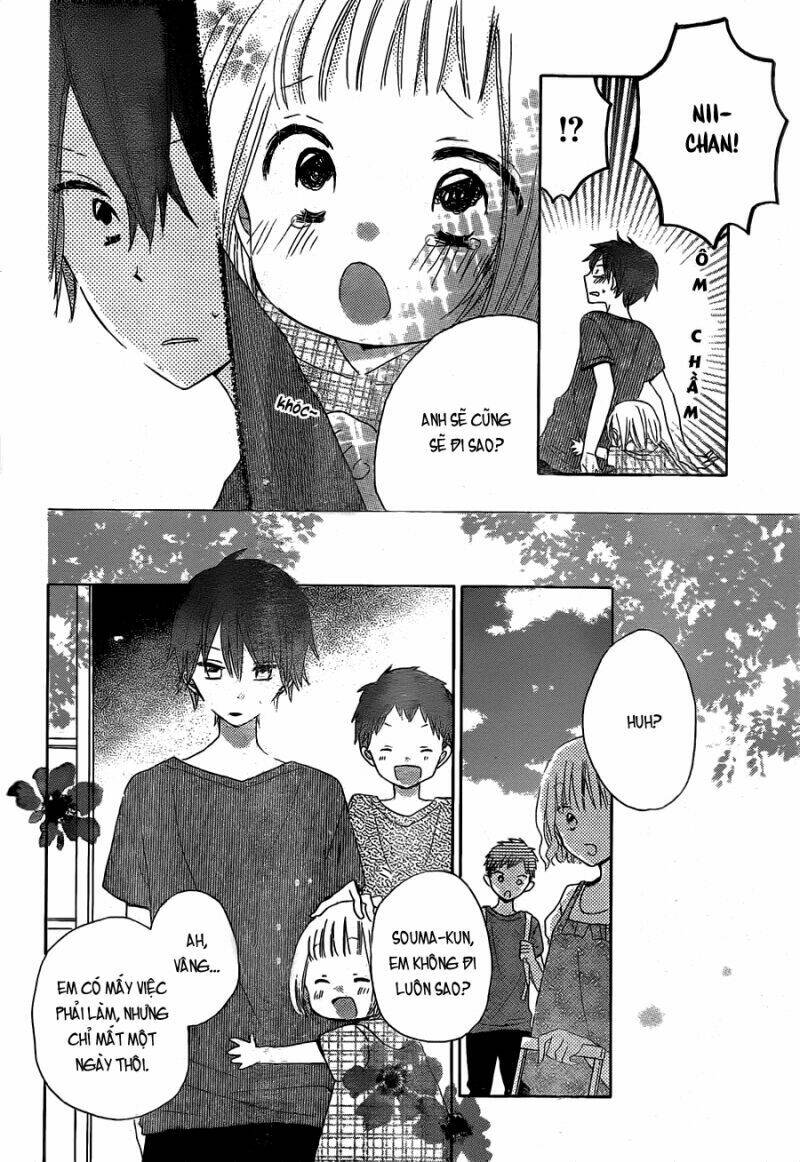 NII-
CHAN!
!?
ÔM CHẦM
ANH SẼ CŨNG
SẼ ĐI SAO?
khóc~
HUH?
SOUMA-KUN,
EM KHÔNG ĐI
LUÔN SAO?
AH,
VÂNG...
EM CÓ MẤY VIỆC
PHẢI LÀM, NHƯNG
CHỈ MẤT MỘT
NGÀY THÔI.